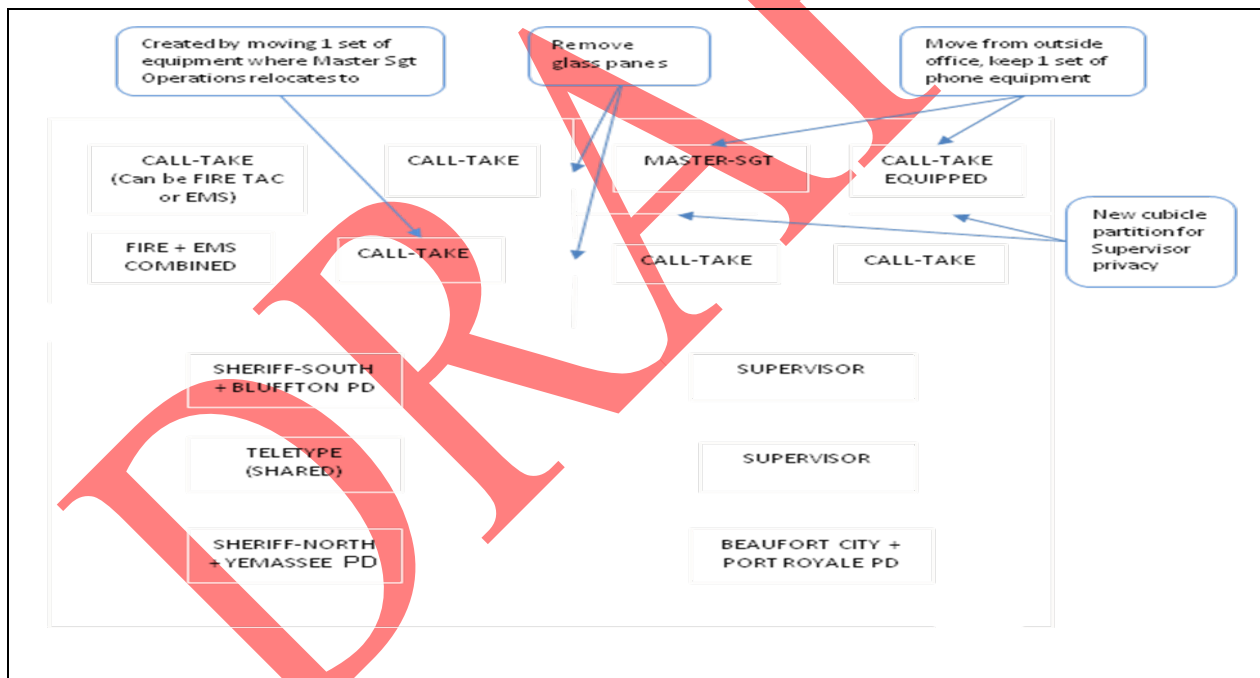 Created by moving 1 set of
equipment where Master Sgt
Operations relocates to
Remove
glass panes
Move from outside
office, keep 1 set of
phone equipment
CALL-TAKE
(Can be FIRE TAC
or EMS)
CALL-TAKE
MASTER-SGT
CALL-TAKE
EQUIPPED
New cubicle
partition for
Supervisor
privacy
FIRE + EMS
COMBINED
CALL-TAKE
CALL-TAKE
CALL-TAKE
SHERIFF-SOUTH
+ BLUFFTON PD
SUPERVISOR
TELETYPE
(SHARED)
SUPERVISOR
SHERIFF-NORTH
+ YEMASSEE PD
BEAUFORT CITY +
PORT ROYALE PD
DRAF